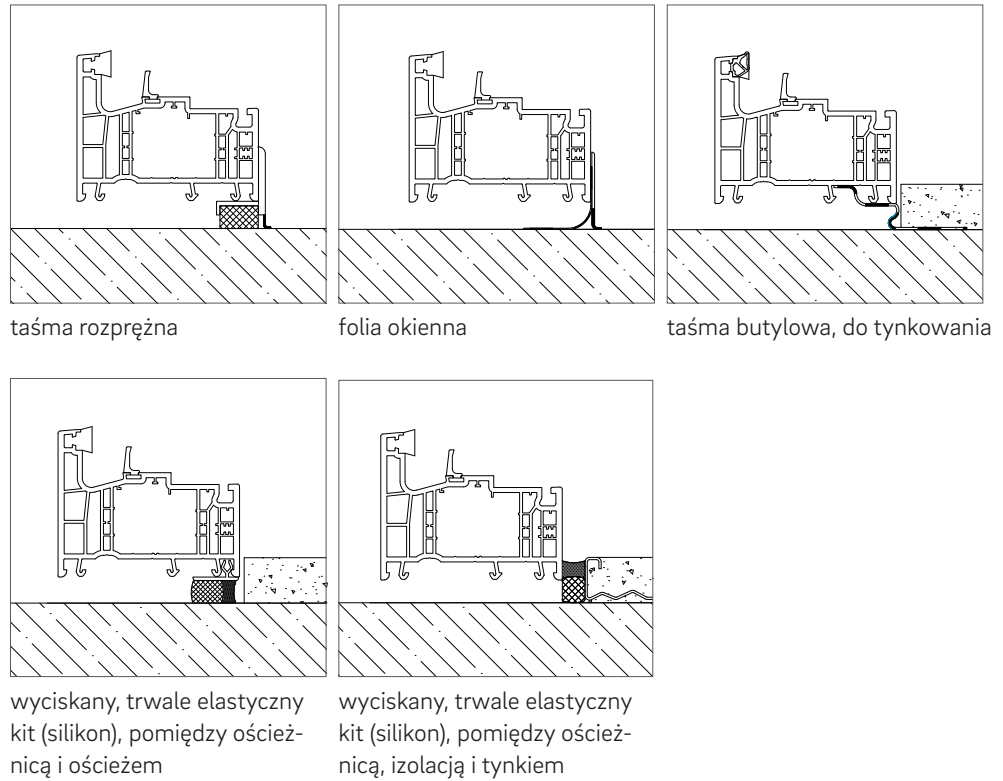 taśma rozprężna
folia okienna
taśma butylowa, do tynkowania
wyciskany, trwale elastyczny
kit (silikon), pomiędzy oścież-
nicą i ościeżem
wyciskany, trwale elastyczny
kit (silikon), pomiędzy oścież-
nicą, izolacją i tynkiem